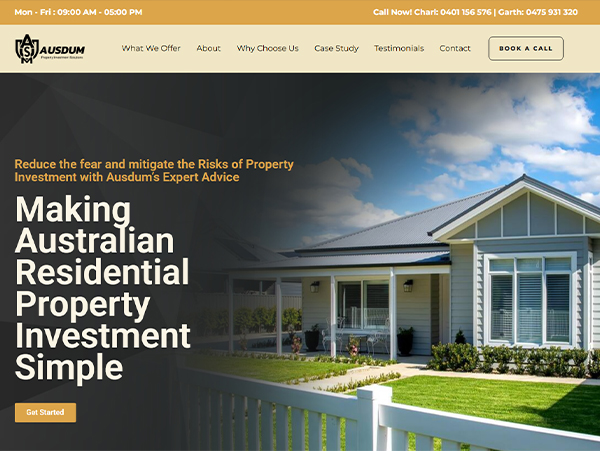 Mon - Fri : 09:00 AM - 05:00 PM
Call Now! Charl: 0401 156 576 | Garth: 0475 931 320
AUSDUM
Property Investment Solutions
What We Offer
About
Why Choose Us
Case Study
Testimonials
Contact
BOOK A CALL
Reduce the fear and mitigate the Risks of Property
Investment with Ausdum's Expert Advice
Making
Australian
Residential
Property
Investment
Simple
Get Started